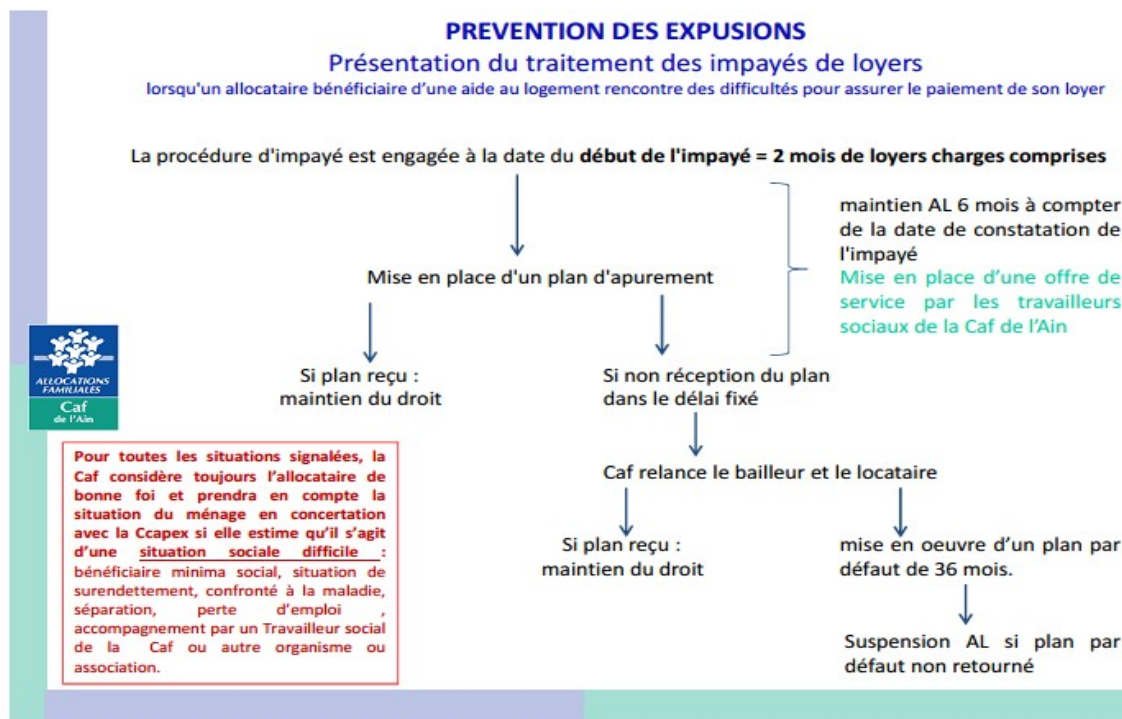 PREVENTION DES EXPUSIONS
Présentation du traitement des impayés de loyers
lorsqu'un allocataire bénéficiaire d'une aide au logement rencontre des difficultés pour assurer le paiement de son loyer
La procédure d'impayé est engagée à la date du début de l'impayé = 2 mois de loyers charges comprises
maintien AL 6 mois à compter
de la date de constatation de
l'impayé
Mise en place d'une offre de
service par les travailleurs
sociaux de la Caf de l'Ain
Mise en place d'un plan d'apurement
Si plan reçu :
maintien du droit
Si non réception du plan
dans le délai fixé
Caf relance le bailleur et le locataire
Si plan reçu :
maintien du droit
mise en oeuvre d'un plan par
défaut de 36 mois.
Suspension AL si plan par
défaut non retourné
ALLOCATIONS
FAMILIALES
Caf
de l'Ain
Pour toutes les situations signalées, la
Caf considère toujours l'allocataire de
bonne foi et prendra en compte la
situation du ménage en concertation
avec la Ccapex si elle estime qu'il s'agit
d'une situation sociale difficile :
bénéficiaire minima social, situation de
surendettement, confronté à la maladie,
séparation, perte d'emploi ,
accompagnement par un Travailleur social
de la Caf ou autre organisme ou
association.